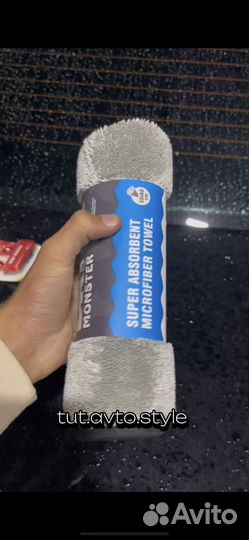 MONSTER
SUPER ABSORBENT
MICROFIBER TOWEL
tut.avto.style
Avito